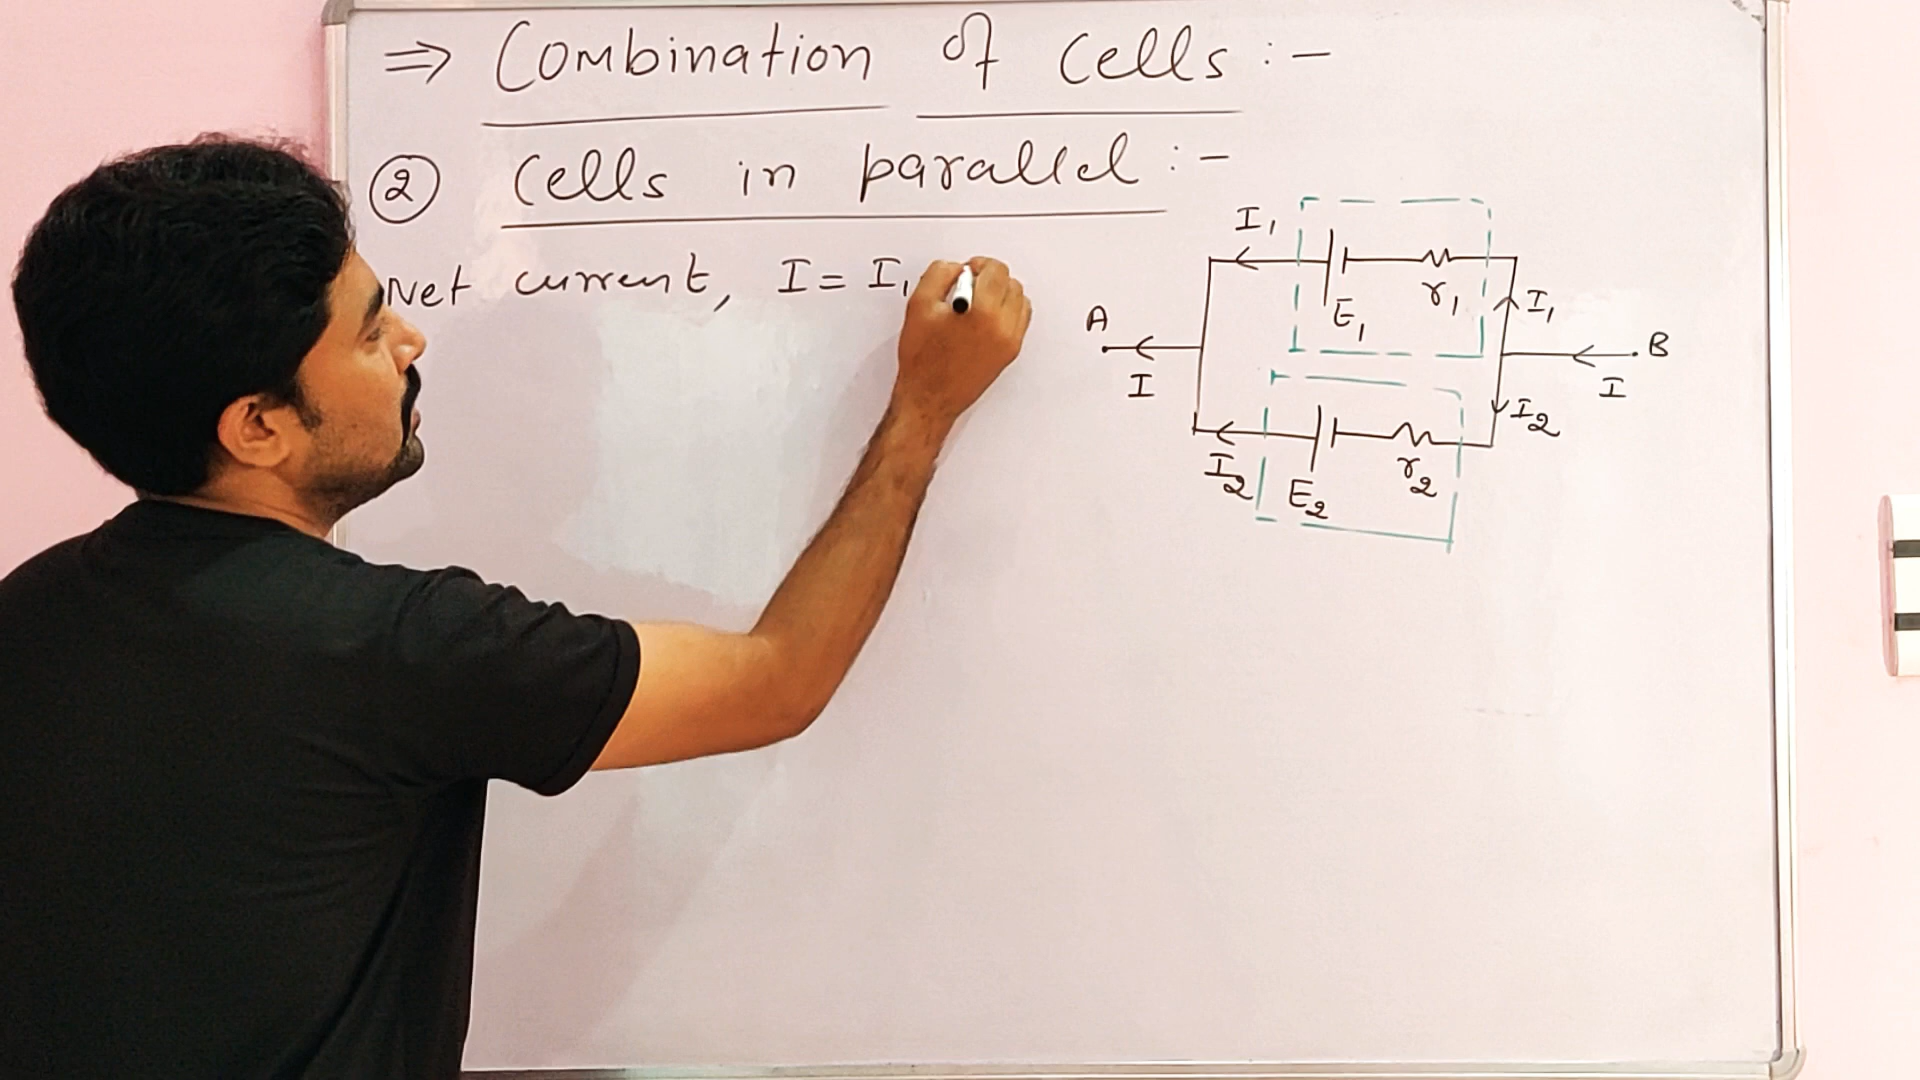 ⇒ Combination of cells :-
② cells in parallel :-
Net current, I = I₁
I₁
E₁
r₁
I₁
A
B
I
I
I₂
I₂
E₂
r₂